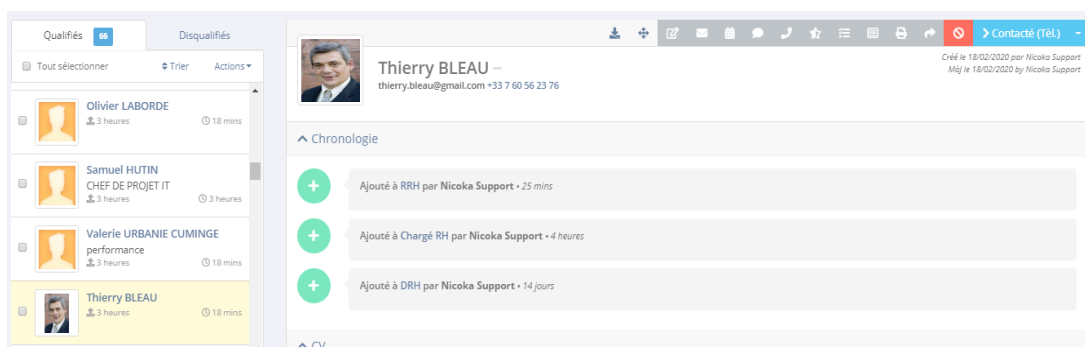 Qualifiés 66 Disqualifiés
Tout sélectionner Trier Actions
Olivier LABORDE
3 heures 18 mins
Samuel HUTIN
CHEF DE PROJET IT
3 heures 3 heures
Valerie URBANIE CUMINGE
performance
3 heures 18 mins
Thierry BLEAU
3 heures 18 mins
Contacté (Tél.)
Créé le 18/02/2020 par Nicoka Support
Màj le 18/02/2020 by Nicoka Support
Thierry BLEAU –
thierry.bleau@gmail.com +33 7 60 56 23 76
Chronologie
Ajouté à RRH par Nicoka Support • 25 mins
Ajouté à Chargé RH par Nicoka Support • 4 heures
Ajouté à DRH par Nicoka Support • 14 jours
CV